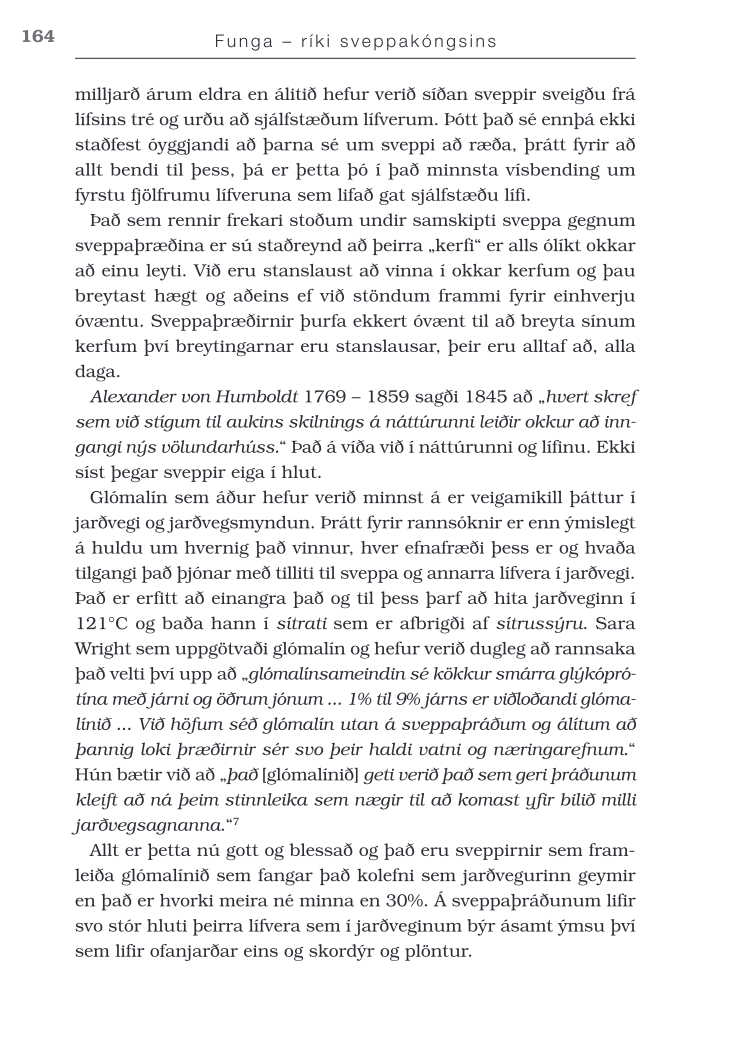 164
Funga – ríki sveppakóngsins
milljarð árum eldra en álitið hefur verið síðan sveppir sveigðu frá
lífsins tré og urðu að sjálfstæðum lífverum. Þótt það sé ennþá ekki
staðfest óyggjandi að þarna sé um sveppi að ræða, þrátt fyrir að
allt bendi til þess, þá er þetta þó í það minnsta vísbending um
fyrstu fjölfrumu lífveruna sem lifað gat sjálfstæðu lífi.
Það sem rennir frekari stoðum undir samskipti sveppa gegnum
sveppaþræðina er sú staðreynd að þeirra „kerfi“ er alls ólíkt okkar
að einu leyti. Við eru stanslaust að vinna í okkar kerfum og þau
breytast hægt og aðeins ef við stöndum frammi fyrir einhverju
óvæntu. Sveppaþræðirnir þurfa ekkert óvænt til að breyta sínum
kerfum því breytingarnar eru stanslausar, þeir eru alltaf að, alla
daga.
Alexander von Humboldt 1769 – 1859 sagði 1845 að „hvert skref
sem við stígum til aukins skilnings á náttúrunni leiðir okkur að inn-
gangi nýs völundarhúss.“ Það á víða við í náttúrunni og lífinu. Ekki
síst þegar sveppir eiga í hlut.
Glómalín sem áður hefur verið minnst á er veigamikill þáttur í
jarðvegi og jarðvegsmyndun. Þrátt fyrir rannsóknir er enn ýmislegt
á huldu um hvernig það vinnur, hver efnafræði þess er og hvaða
tilgangi það þjónar með tilliti til sveppa og annarra lífvera í jarðvegi.
Það er erfitt að einangra það og til þess þarf að hita jarðveginn í
121°C og baða hann í sítrati sem er afbrigði af sítrussýru. Sara
Wright sem uppgötvaði glómalín og hefur verið dugleg að rannsaka
það velti því upp að „glómalínsameindin sé kökkur smárra glýkópró-
tína með járni og öðrum jónum ... 1% til 9% járns er viðloðandi glóma-
línið ... Við höfum séð glómalín utan á sveppaþráðum og álítum að
þannig loki þræðirnir sér svo þeir haldi vatni og næringarefnum.“
Hún bætir við að „það [glómalínið] geti verið það sem geri þráðunum
kleift að ná þeim stinnleika sem nægir til að komast yfir bilið milli
jarðvegsagnanna.“⁷
Allt er þetta nú gott og blessað og það eru sveppirnir sem fram-
leiða glómalínið sem fangar það kolefni sem jarðvegurinn geymir
en það er hvorki meira né minna en 30%. Á sveppaþráðunum lifir
svo stór hluti þeirra lífvera sem í jarðveginum býr ásamt ýmsu því
sem lifir ofanjarðar eins og skordýr og plöntur.